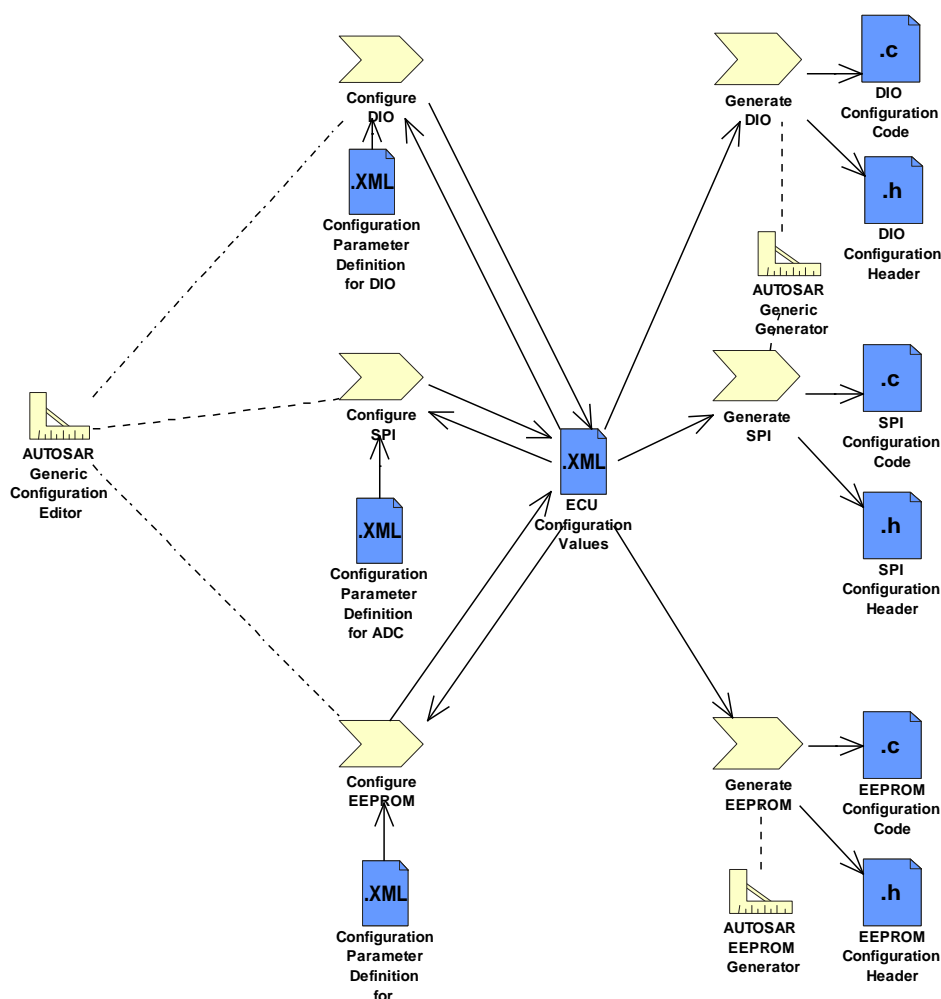 Configure
DIO
.XML
Configuration
Parameter
Definition
for DIO
Generate
DIO
.c
DIO
Configuration
Code
.h
DIO
Configuration
Header
AUTOSAR
Generic
Generator
AUTOSAR
Generic
Configuration
Editor
Configure
SPI
.XML
Configuration
Parameter
Definition
for ADC
.XML
ECU
Configuration
Values
Generate
SPI
.c
SPI
Configuration
Code
.h
SPI
Configuration
Header
Configure
EEPROM
.XML
Configuration
Parameter
Definition
for
Generate
EEPROM
.c
EEPROM
Configuration
Code
AUTOSAR
EEPROM
Generator
.h
EEPROM
Configuration
Header